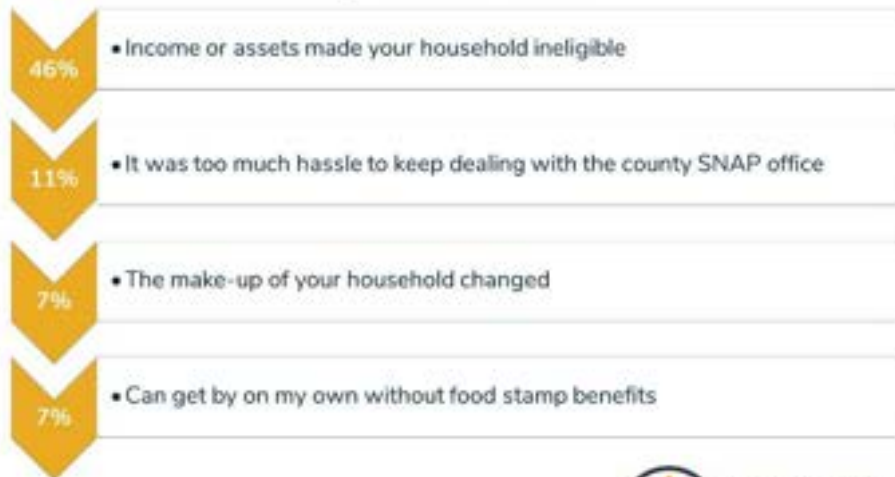 46%
• Income or assets made your household ineligible
11%
• It was too much hassle to keep dealing with the county SNAP office
7%
• The make-up of your household changed
7%
• Can get by on my own without food stamp benefits